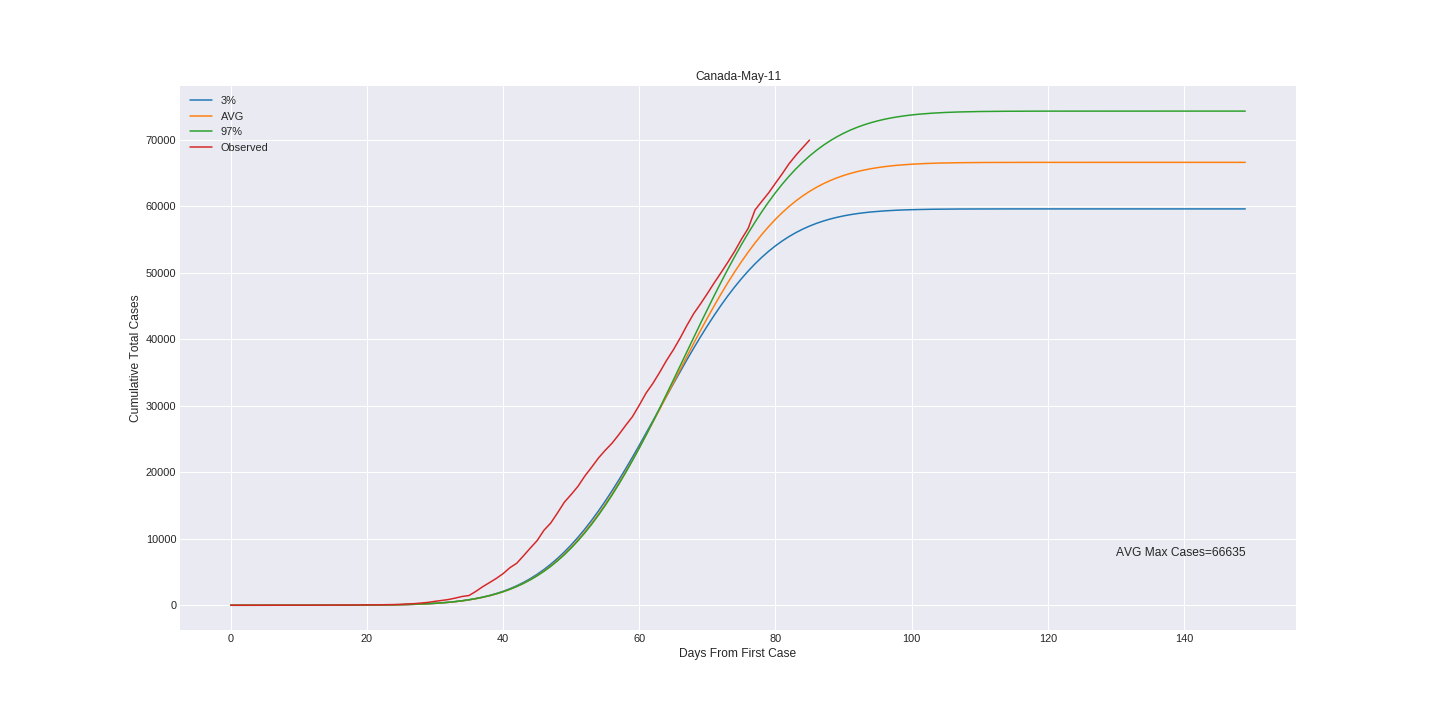 Canada-May-11
3%
AVG
97%
Observed
70000
60000
50000
40000
30000
20000
10000
0
Cumulative Total Cases
AVG Max Cases=66635
0 20 40 60 80 100 120 140
Days From First Case